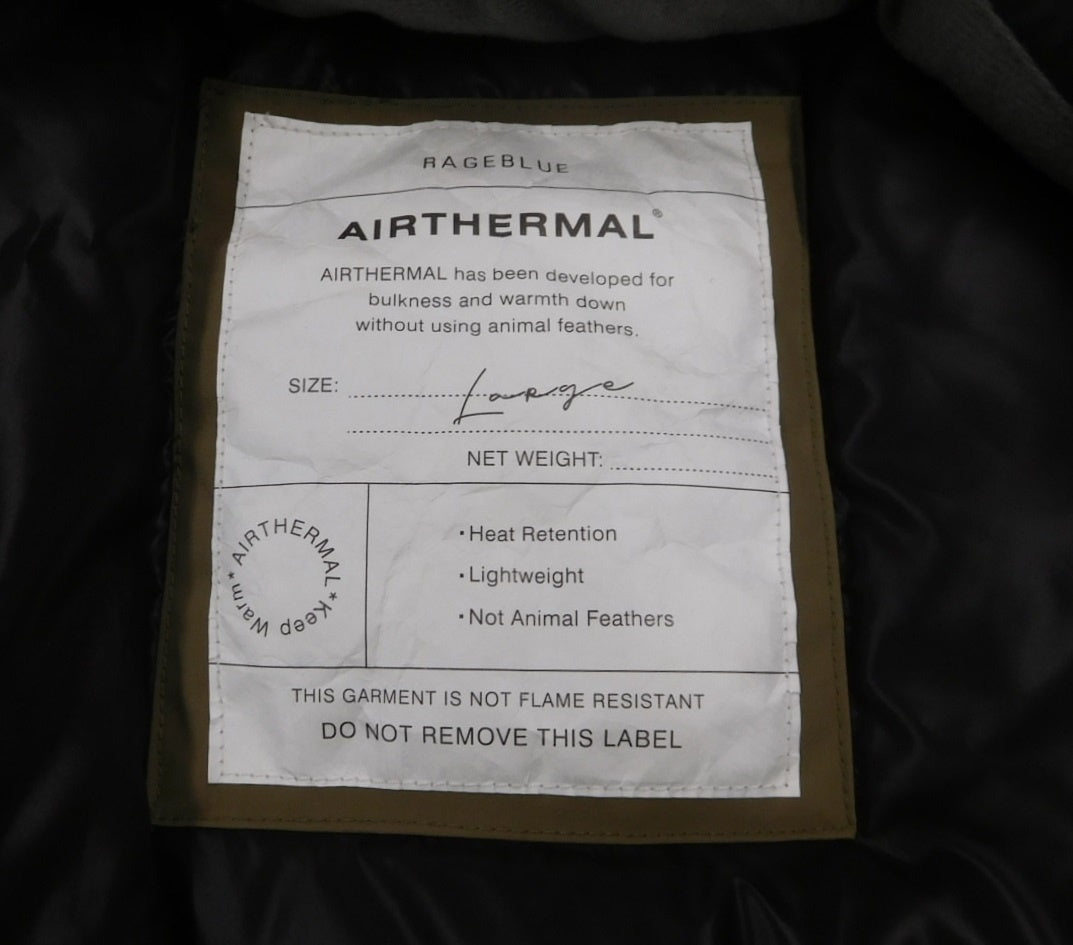 RAGEBLUE
AIRTHERMAL®
AIRTHERMAL has been developed for
bulkness and warmth down
without using animal feathers.
SIZE: Large
NET WEIGHT:
AIRTHERMAL * Keep Warm *
·Heat Retention
·Lightweight
·Not Animal Feathers
THIS GARMENT IS NOT FLAME RESISTANT
DO NOT REMOVE THIS LABEL